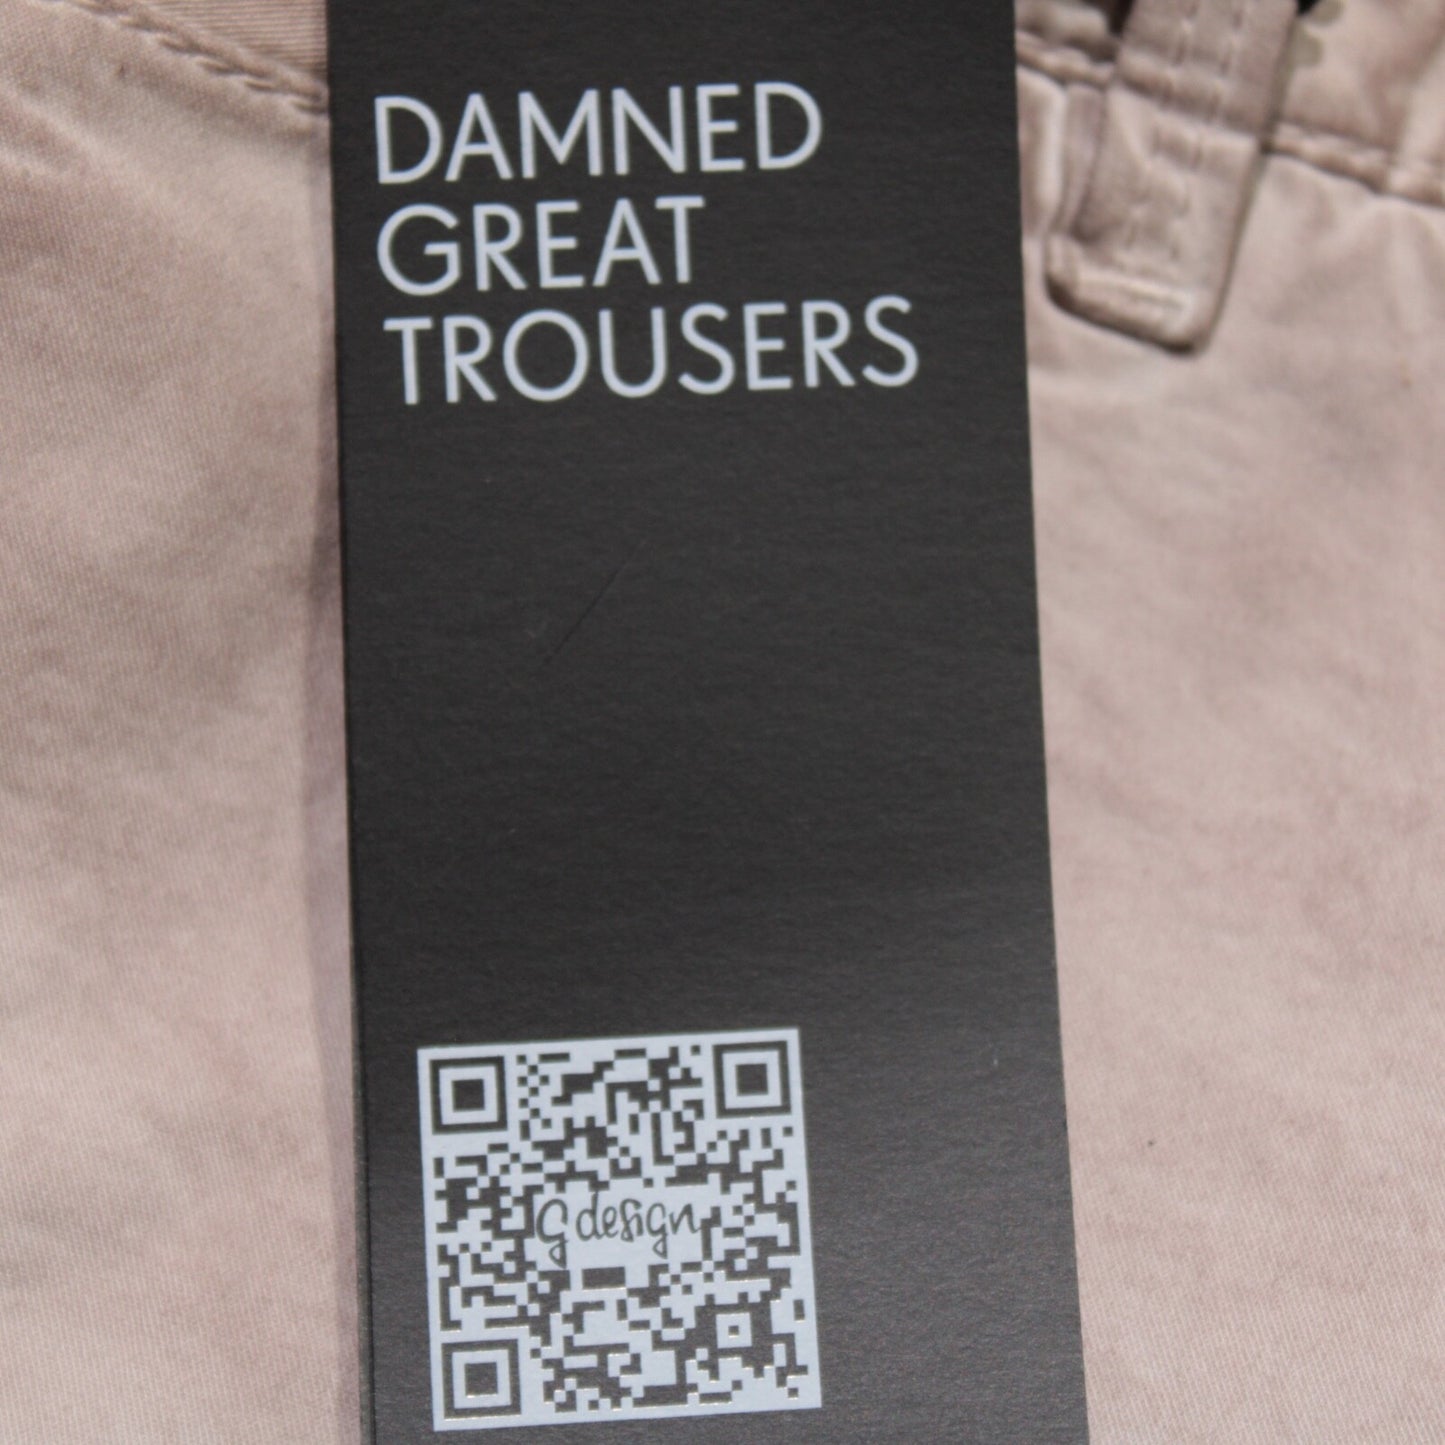 DAMNED
GREAT
TROUSERS
g design